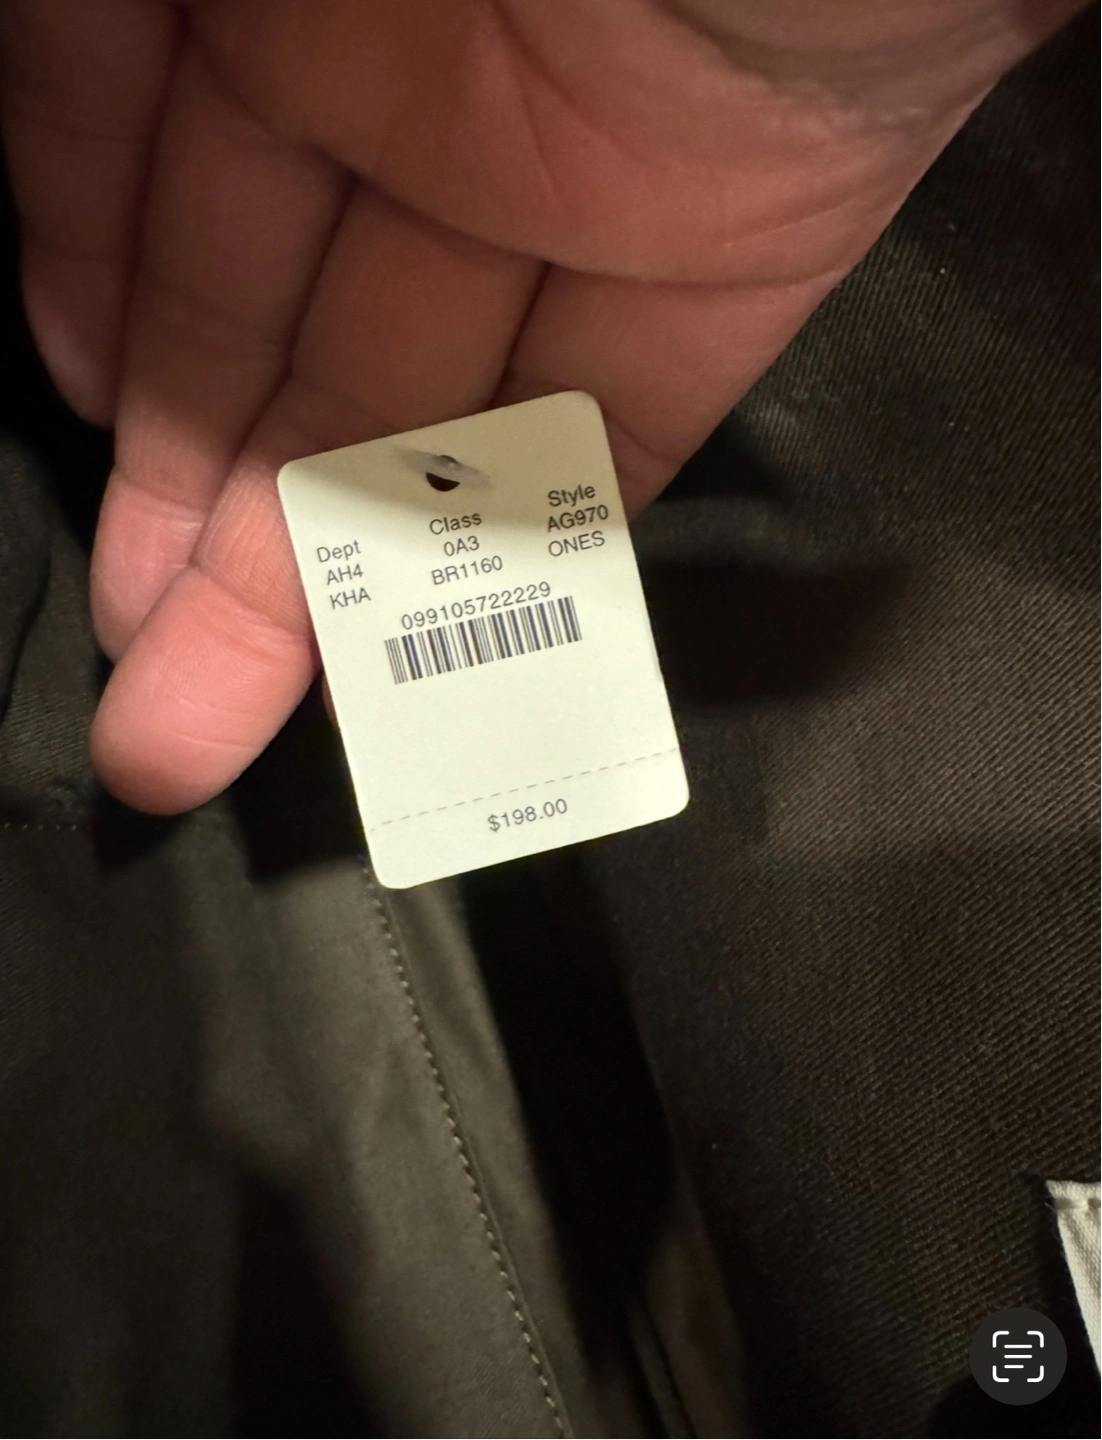 Dept Class Style
AH4 0A3 AG970
KHA BR1160 ONES
099105722229
$198.00